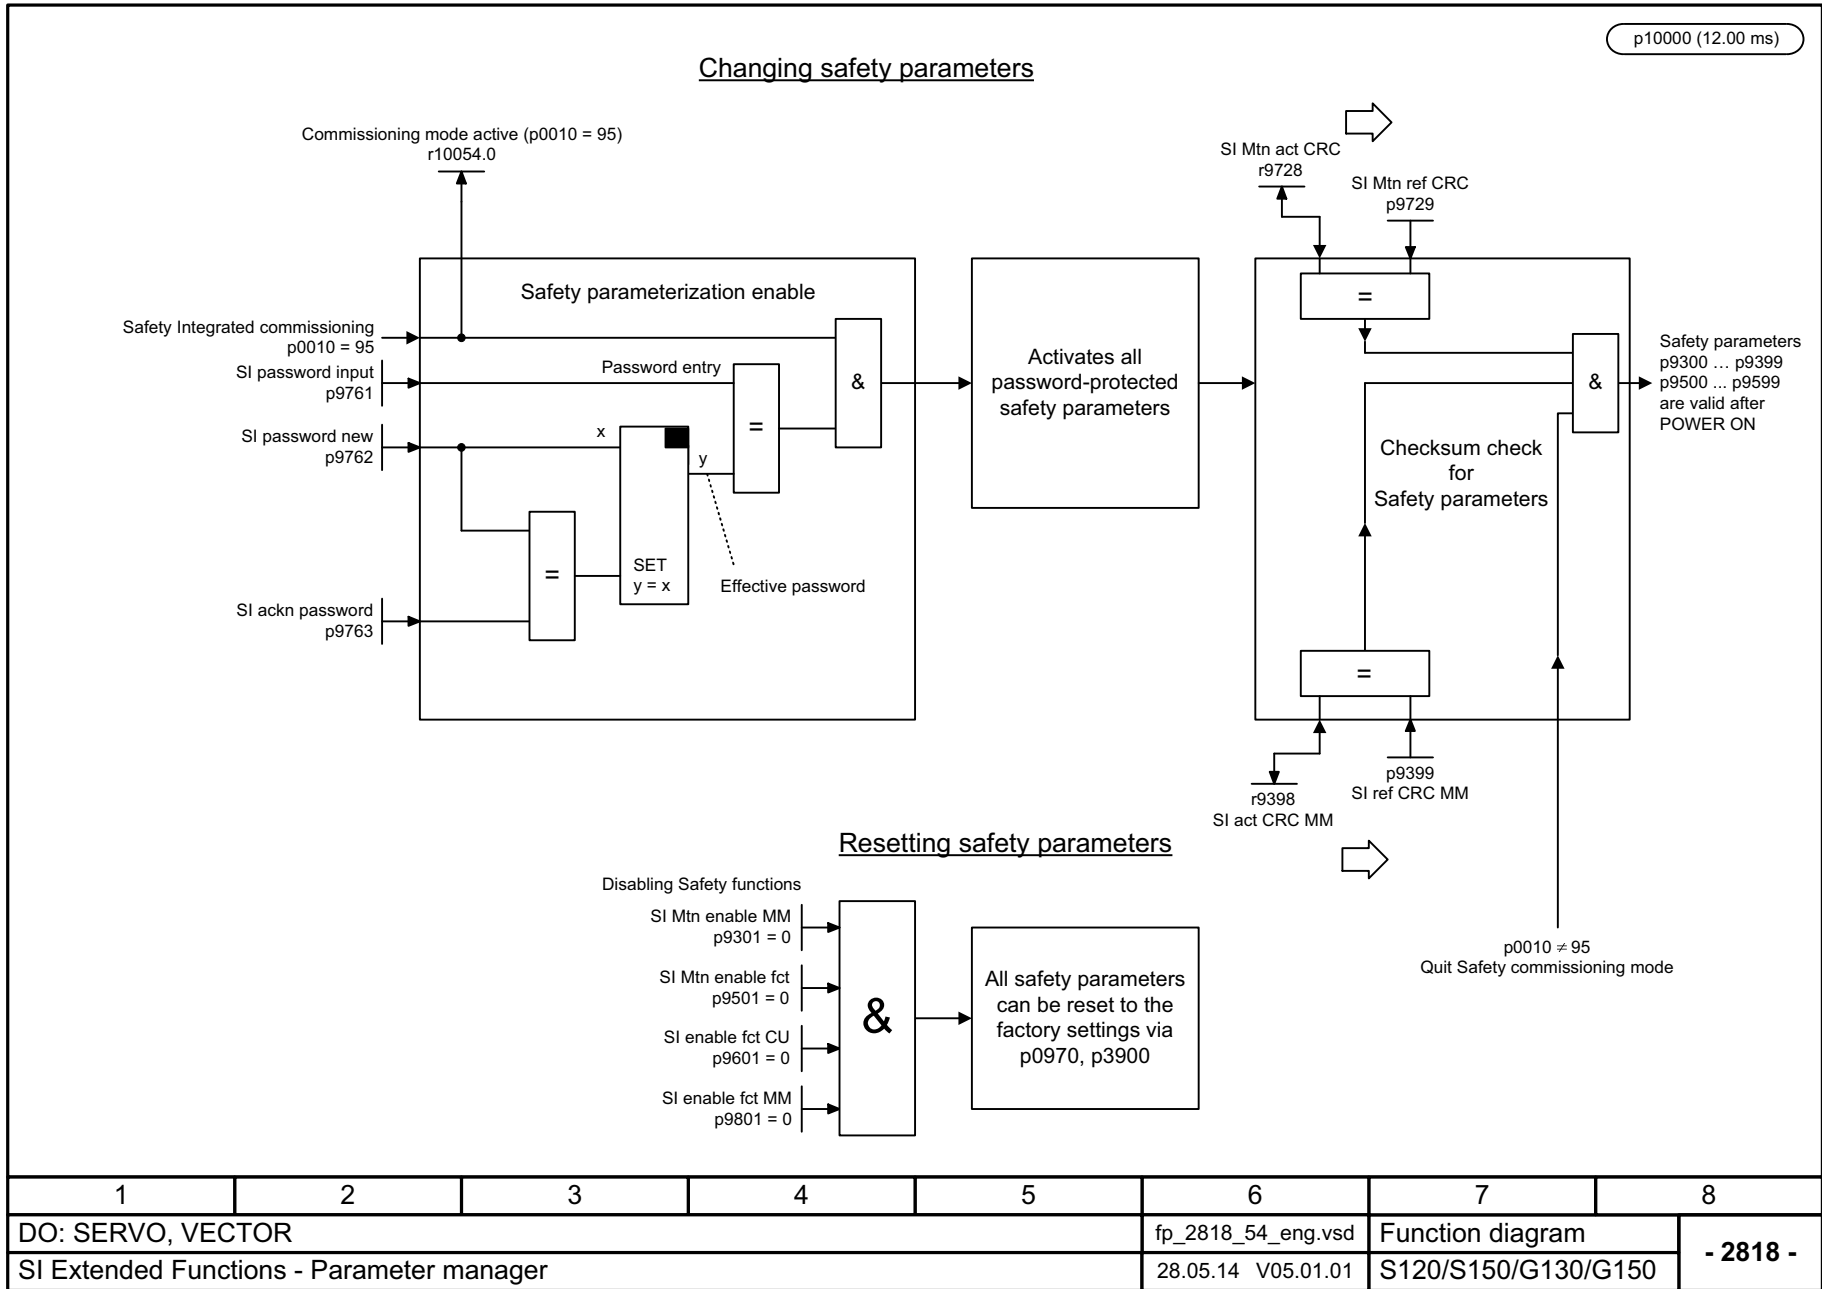 p10000 (12.00 ms)
Changing safety parameters
Commissioning mode active (p0010 = 95)
r10054.0
SI Mtn act CRC
r9728
SI Mtn ref CRC
p9729
Safety parameterization enable
Safety Integrated commissioning
p0010 = 95
SI password input
p9761
Password entry
SI password new
p9762
x
y
=
&
=
SET
y = x
=
Effective password
SI ackn password
p9763
Activates all
password-protected
safety parameters
=
&
Checksum check
for
Safety parameters
=
Safety parameters
p9300 ... p9399
p9500 ... p9599
are valid after
POWER ON
r9398
SI act CRC MM
p9399
SI ref CRC MM
p0010 ≠ 95
Quit Safety commissioning mode
Resetting safety parameters
Disabling Safety functions
SI Mtn enable MM
p9301 = 0
SI Mtn enable fct
p9501 = 0
SI enable fct CU
p9601 = 0
SI enable fct MM
p9801 = 0
&
All safety parameters
can be reset to the
factory settings via
p0970, p3900
1 2 3 4 5 6 7 8
DO: SERVO, VECTOR
fp_2818_54_eng.vsd
Function diagram
- 2818 -
SI Extended Functions - Parameter manager
28.05.14 V05.01.01
S120/S150/G130/G150